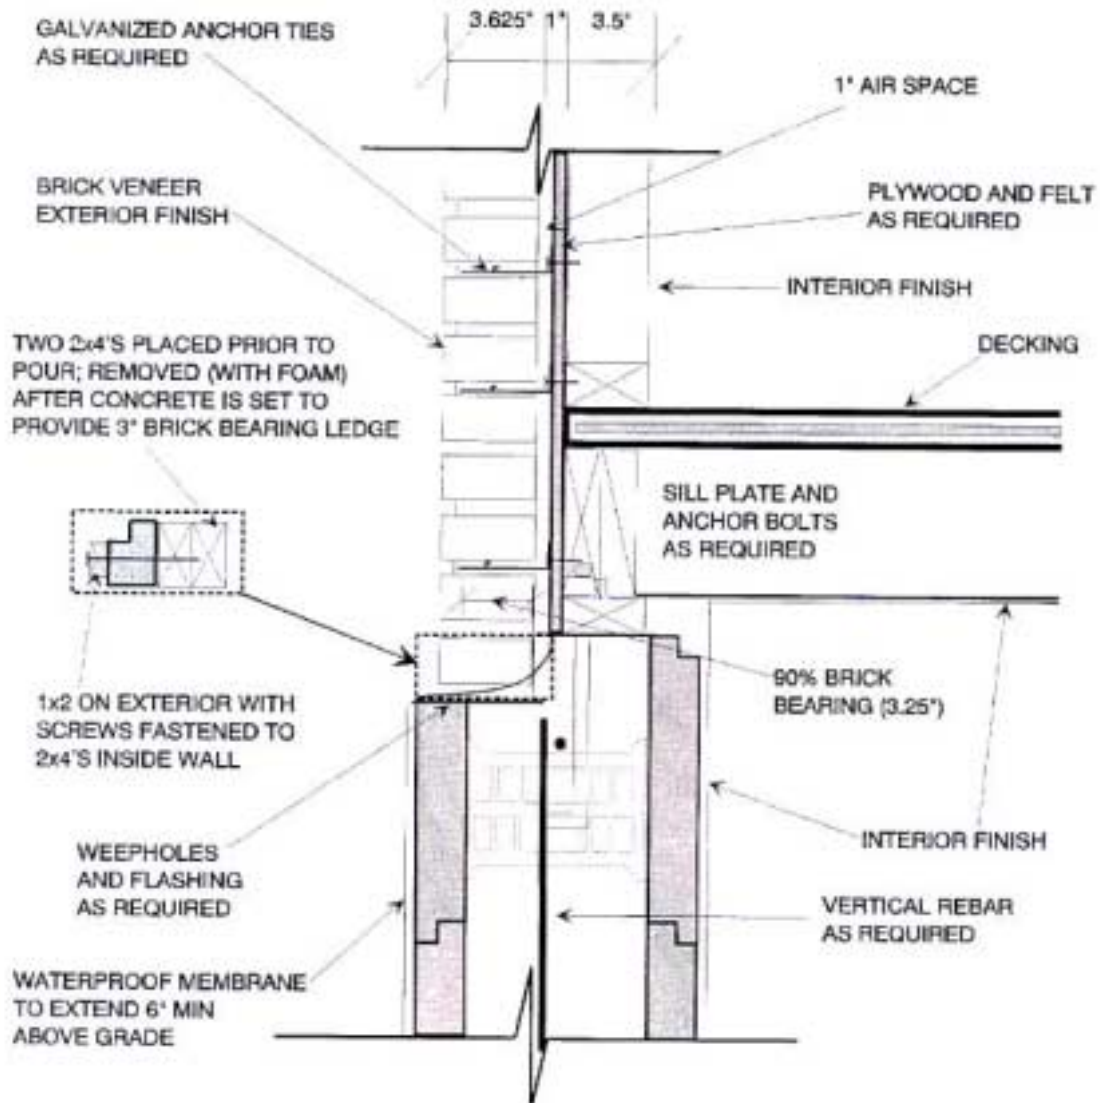 3.625" 1" 3.5"
GALVANIZED ANCHOR TIES
AS REQUIRED
1" AIR SPACE
BRICK VENEER
EXTERIOR FINISH
PLYWOOD AND FELT
AS REQUIRED
INTERIOR FINISH
TWO 2x4'S PLACED PRIOR TO
POUR; REMOVED (WITH FOAM)
AFTER CONCRETE IS SET TO
PROVIDE 3" BRICK BEARING LEDGE
DECKING
SILL PLATE AND
ANCHOR BOLTS
AS REQUIRED
90% BRICK
BEARING (3.25")
1x2 ON EXTERIOR WITH
SCREWS FASTENED TO
2x4'S INSIDE WALL
INTERIOR FINISH
WEEPHOLES
AND FLASHING
AS REQUIRED
VERTICAL REBAR
AS REQUIRED
WATERPROOF MEMBRANE
TO EXTEND 6" MIN
ABOVE GRADE